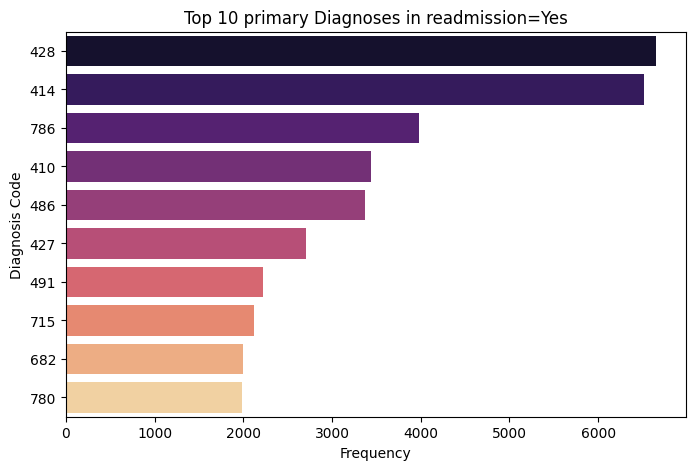 Top 10 primary Diagnoses in readmission=Yes
Diagnosis Code
428
414
786
410
486
427
491
715
682
780
0 1000 2000 3000 4000 5000 6000
Frequency